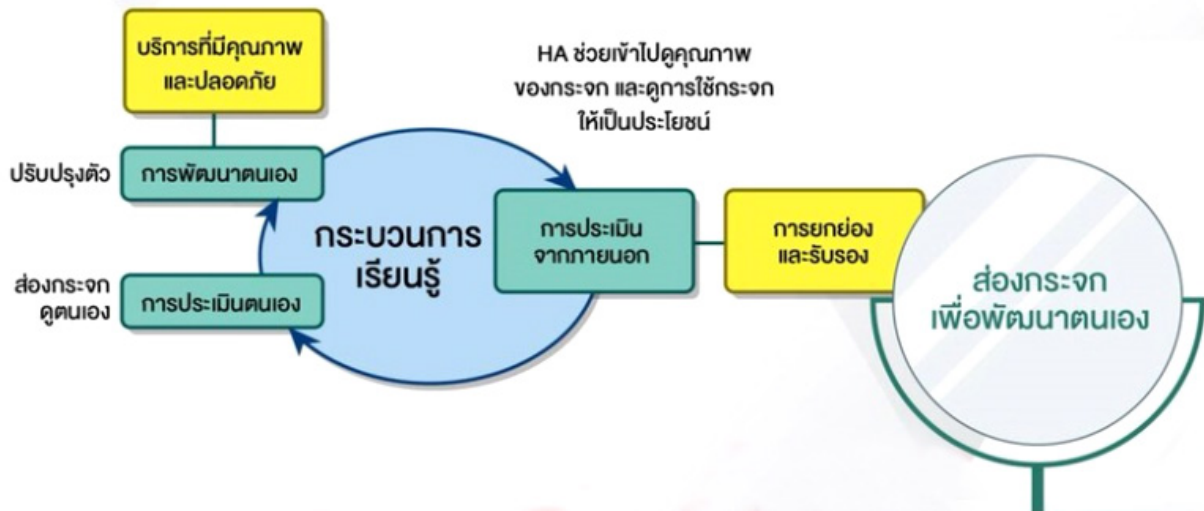 บริการที่มีคุณภาพ
และปลอดภัย
HA ช่วยเข้าไปดูคุณภาพ
ของกระจก และดูการใช้กระจก
ให้เป็นประโยชน์
ปรับปรุงตัว
การพัฒนาตนเอง
กระบวนการ
เรียนรู้
การประเมิน
จากภายนอก
การยกย่อง
และรับรอง
ส่องกระจก
ดูตนเอง
การประเมินตนเอง
ส่องกระจก
เพื่อพัฒนาตนเอง